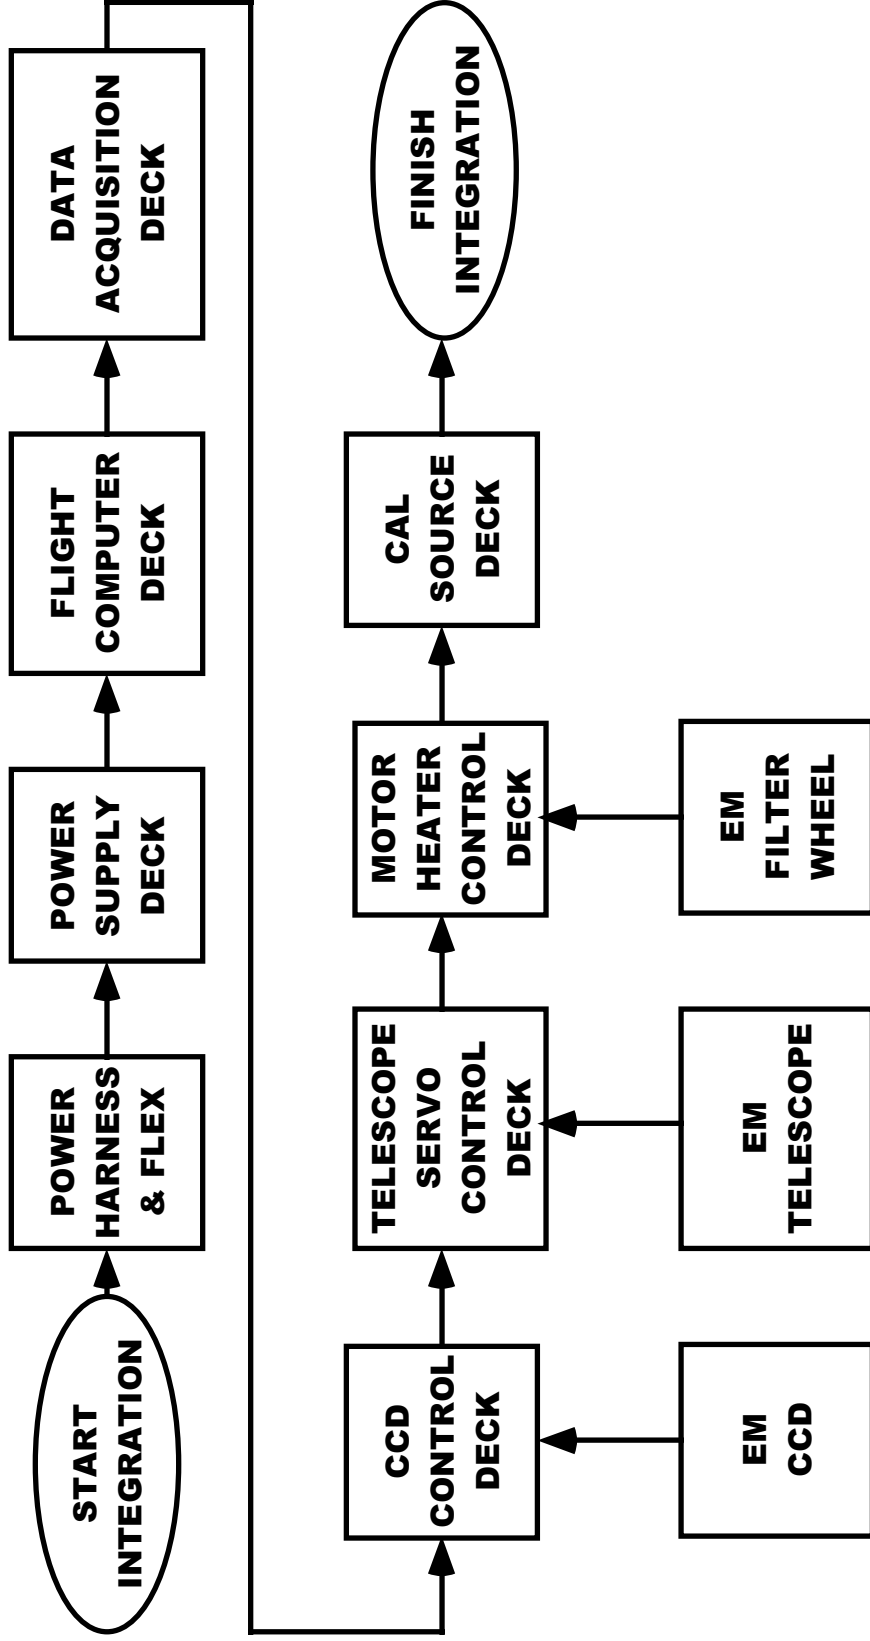 START
INTEGRATION
POWER
HARNESS
& FLEX
POWER
SUPPLY
DECK
FLIGHT
COMPUTER
DECK
DATA
ACQUISITION
DECK
CCD
CONTROL
DECK
TELESCOPE
SERVO
CONTROL
DECK
MOTOR
HEATER
CONTROL
DECK
CAL
SOURCE
DECK
FINISH
INTEGRATION
EM
CCD
EM
TELESCOPE
EM
FILTER
WHEEL